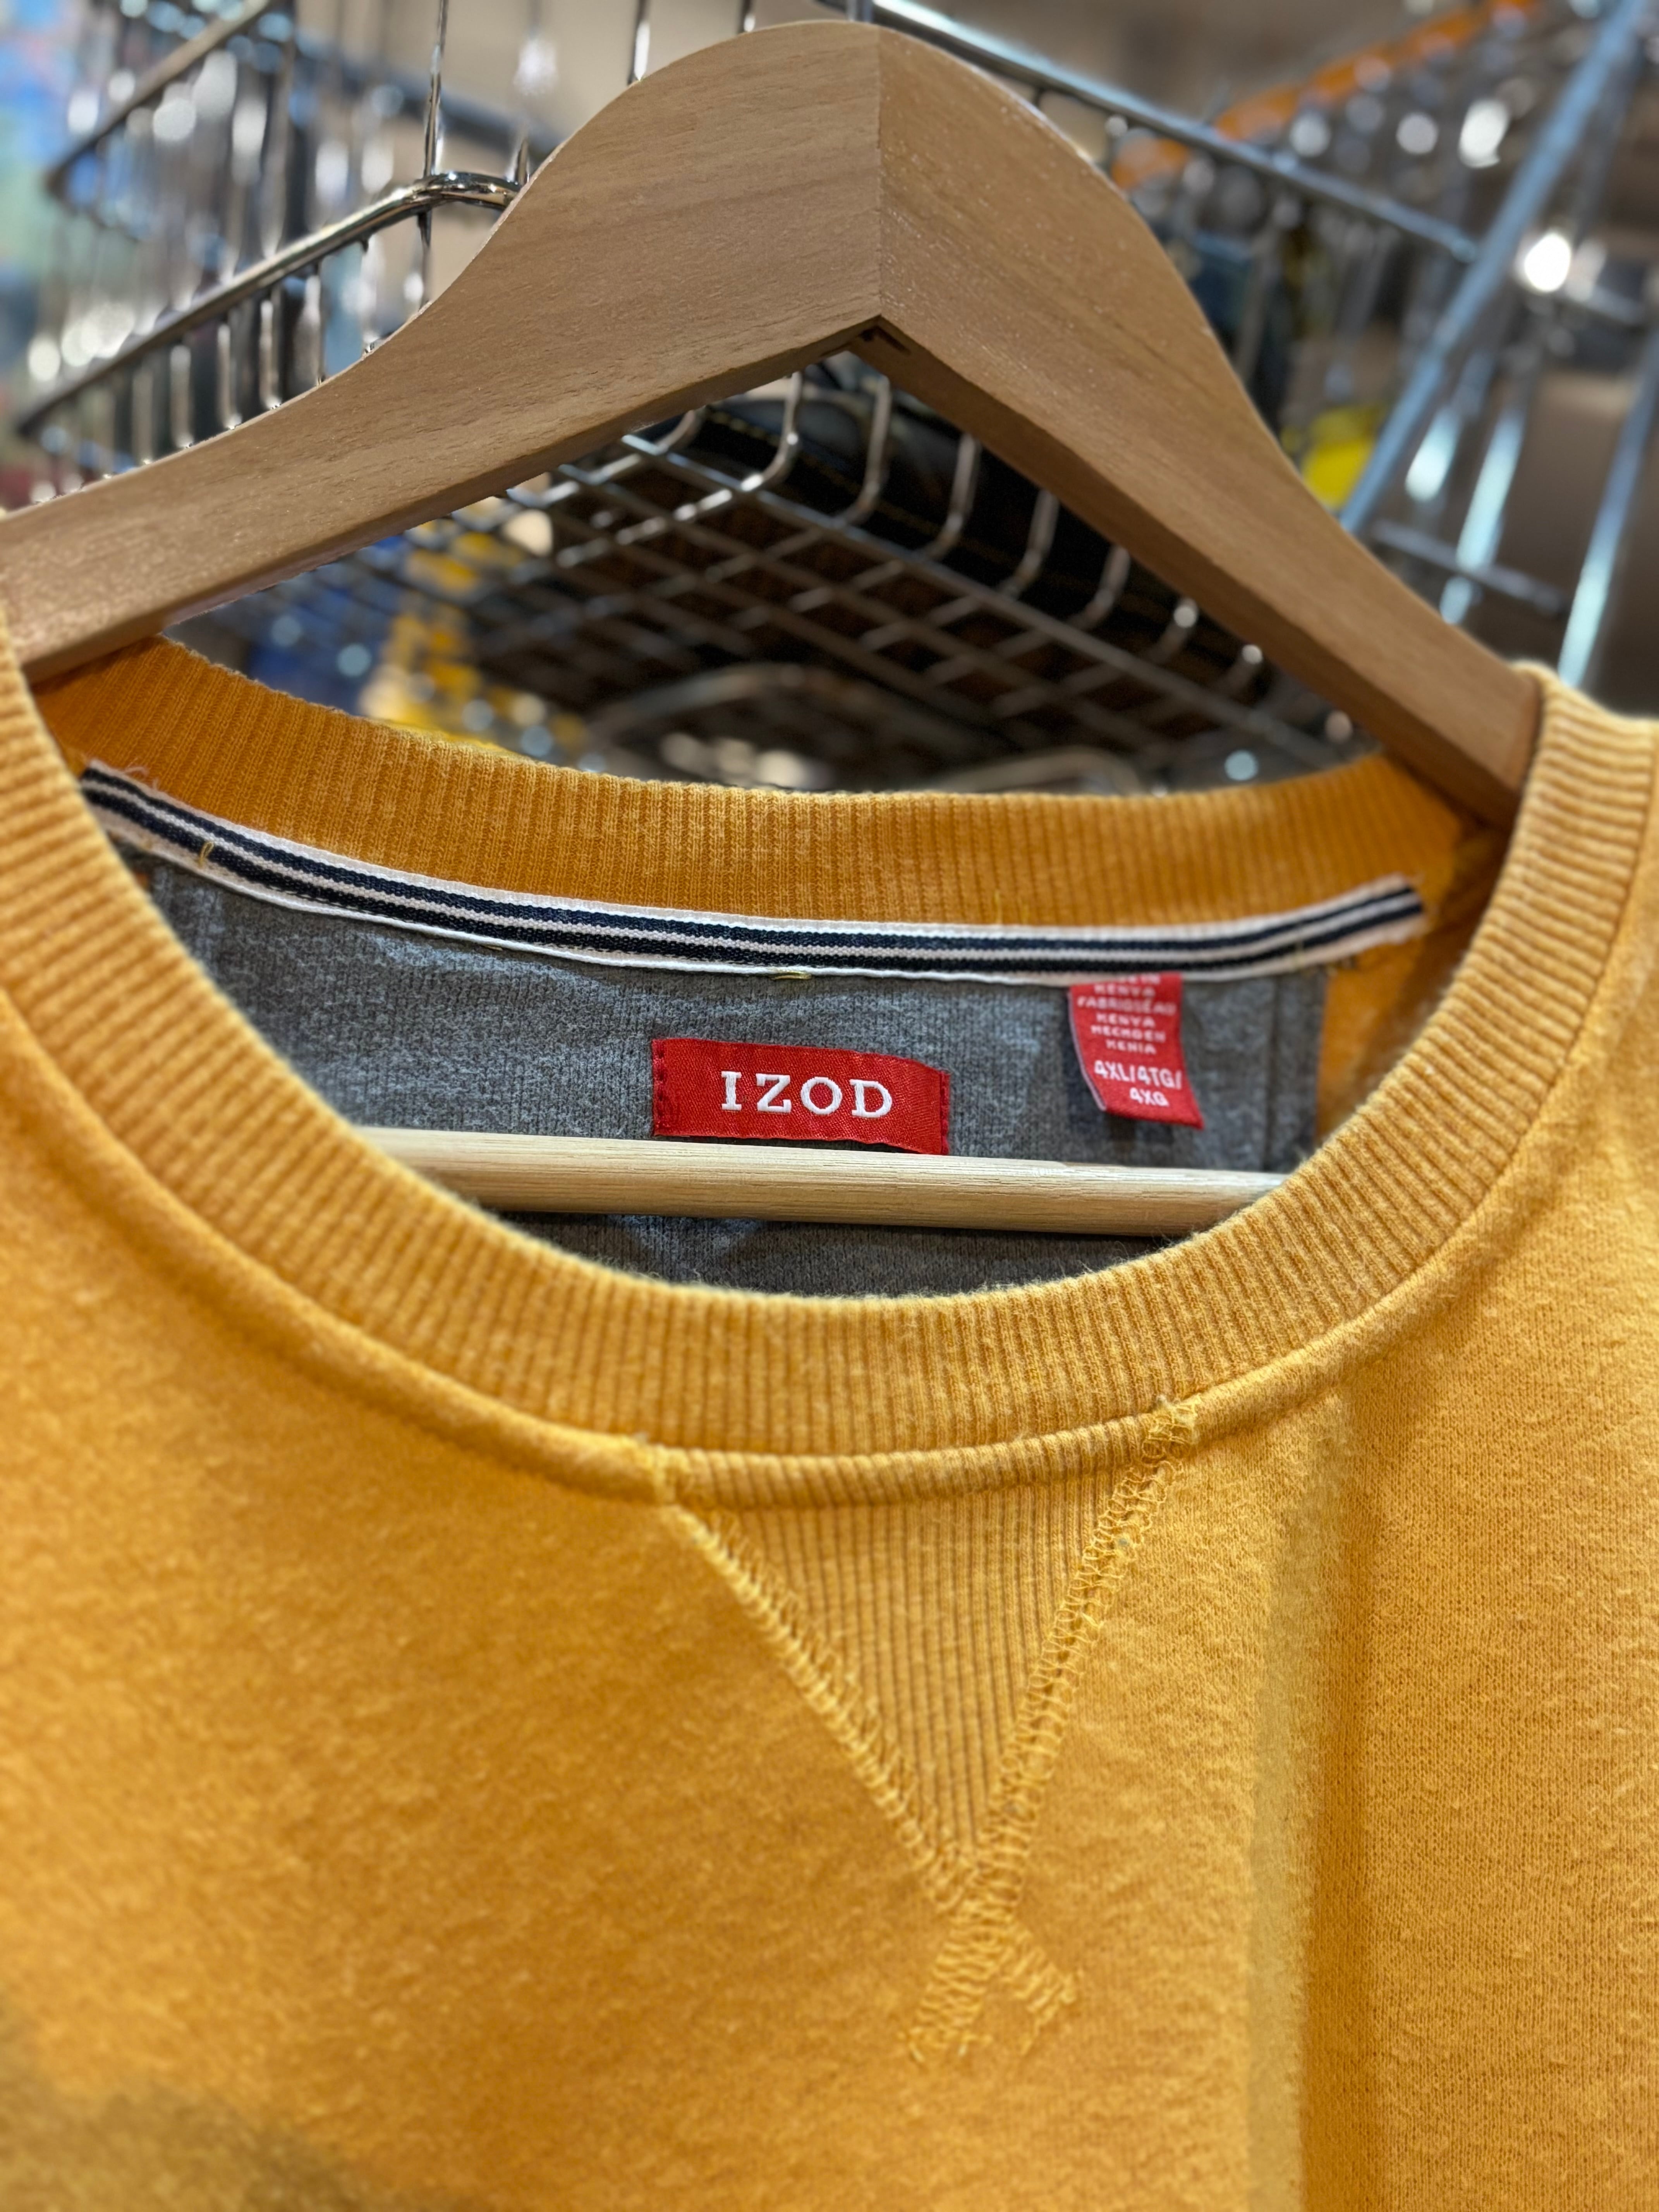 IZOD
KENYA
FABRIQUÉ AU
KENYA
HECHO EN
KENIA
4XL/4TG/
4XG